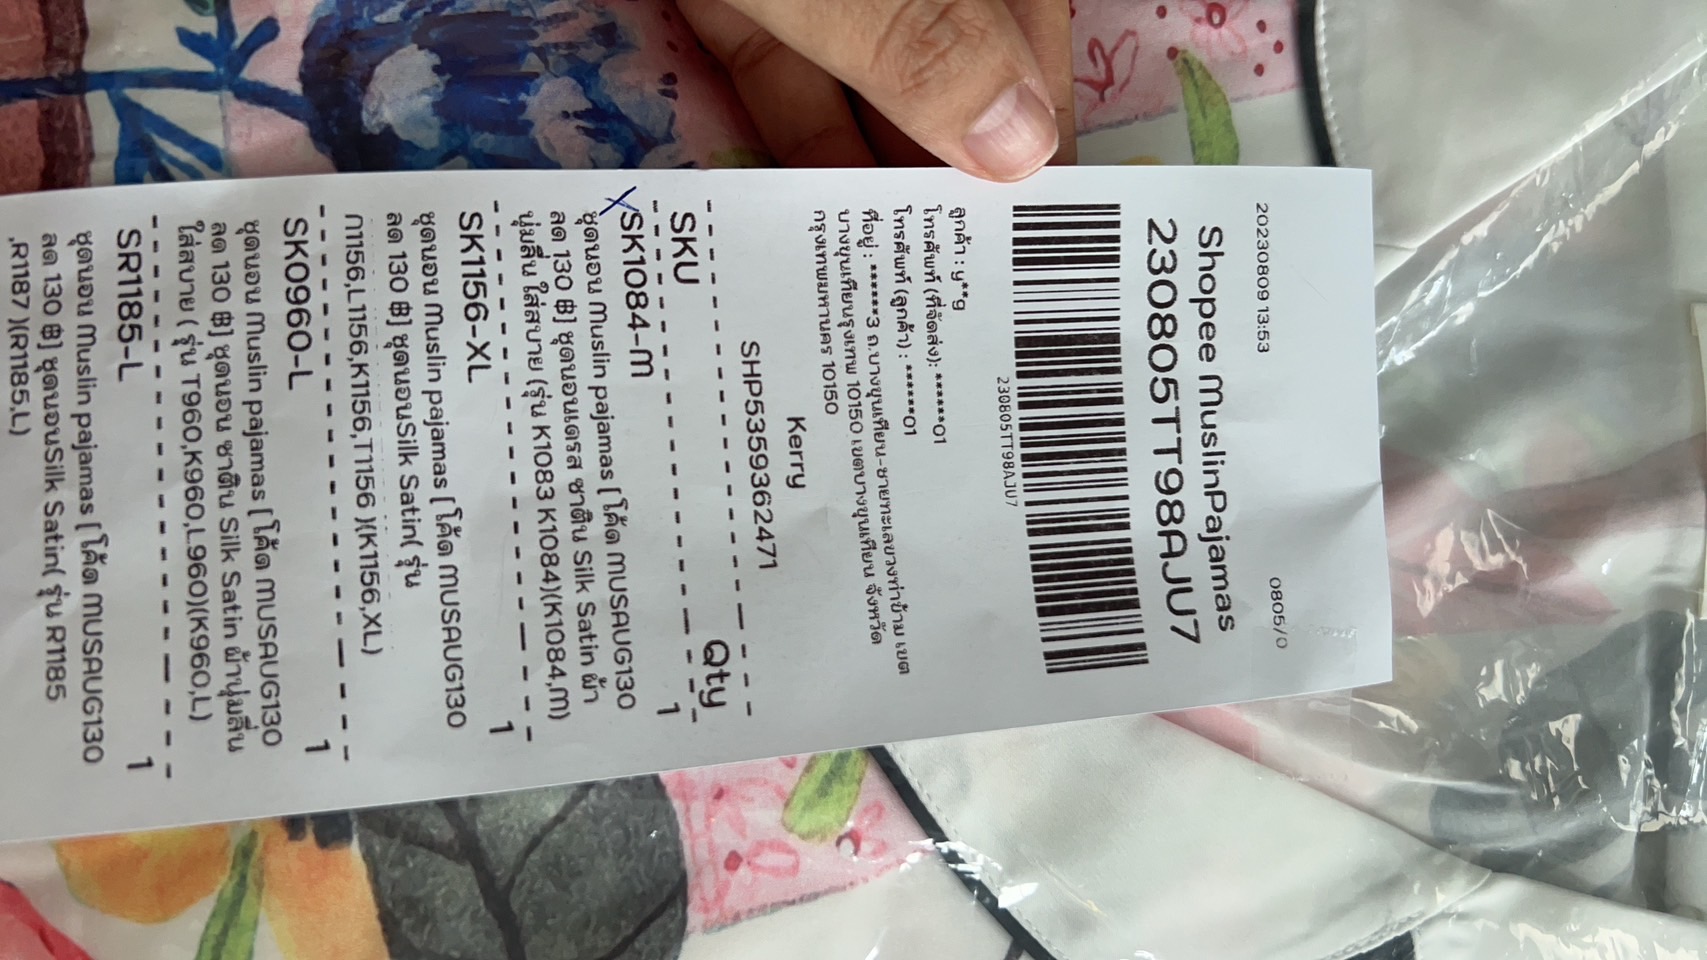 20230809 13:53 0805/0
Shopee MuslinPajamas
230805TT98AJU7
230805TT98AJU7
ลูกค้า : y**g
โทรศัพท์ (ที่จัดส่ง): ******01
โทรศัพท์ (ลูกค้า) : ******01
ที่อยู่ : ******3 ถ.บางขุนเทียน-ชายทะเลแขวงท่าข้าม เขต
บางขุนเทียนกรุงเทพ 10150 เขตบางขุนเทียน จังหวัด
กรุงเทพมหานคร 10150
Kerry
SHP5359362471
SKU Qty
SK1084-M 1
ชุดนอน Muslin pajamas [ โค้ด MUSAUG130
ลด 130 ฿] ชุดนอนเดรส ซาติน Silk Satin ผ้า
นุ่มลื่น ใส่สบาย (รุ่น K1083 K1084)(K1084,M)
SK1156-XL 1
ชุดนอน Muslin pajamas [ โค้ด MUSAUG130
ลด 130 ฿] ชุดนอนSilk Satin( รุ่น
ก1156,L1156,K1156,T1156 )(K1156,XL)
SK0960-L 1
ชุดนอน Muslin pajamas [ โค้ด MUSAUG130
ลด 130 ฿] ชุดนอน ซาติน Silk Satin ผ้านุ่มลื่น
ใส่สบาย ( รุ่น T960,K960,L960)(K960,L)
SR1185-L 1
ชุดนอน Muslin pajamas [ โค้ด MUSAUG130
ลด 130 ฿] ชุดนอนSilk Satin( รุ่น R1185
,R1187 )(R1185,L)